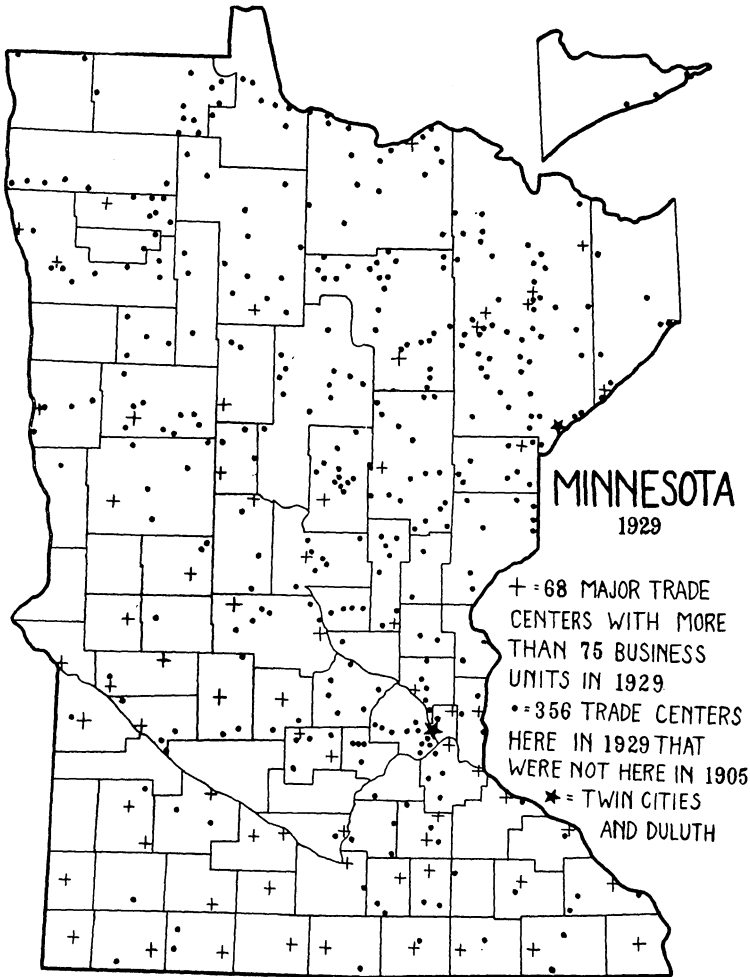 MINNESOTA
1929
+ = 68 MAJOR TRADE
CENTERS WITH MORE
THAN 75 BUSINESS
UNITS IN 1929
• = 356 TRADE CENTERS
HERE IN 1929 THAT
WERE NOT HERE IN 1905
★ = TWIN CITIES
AND DULUTH